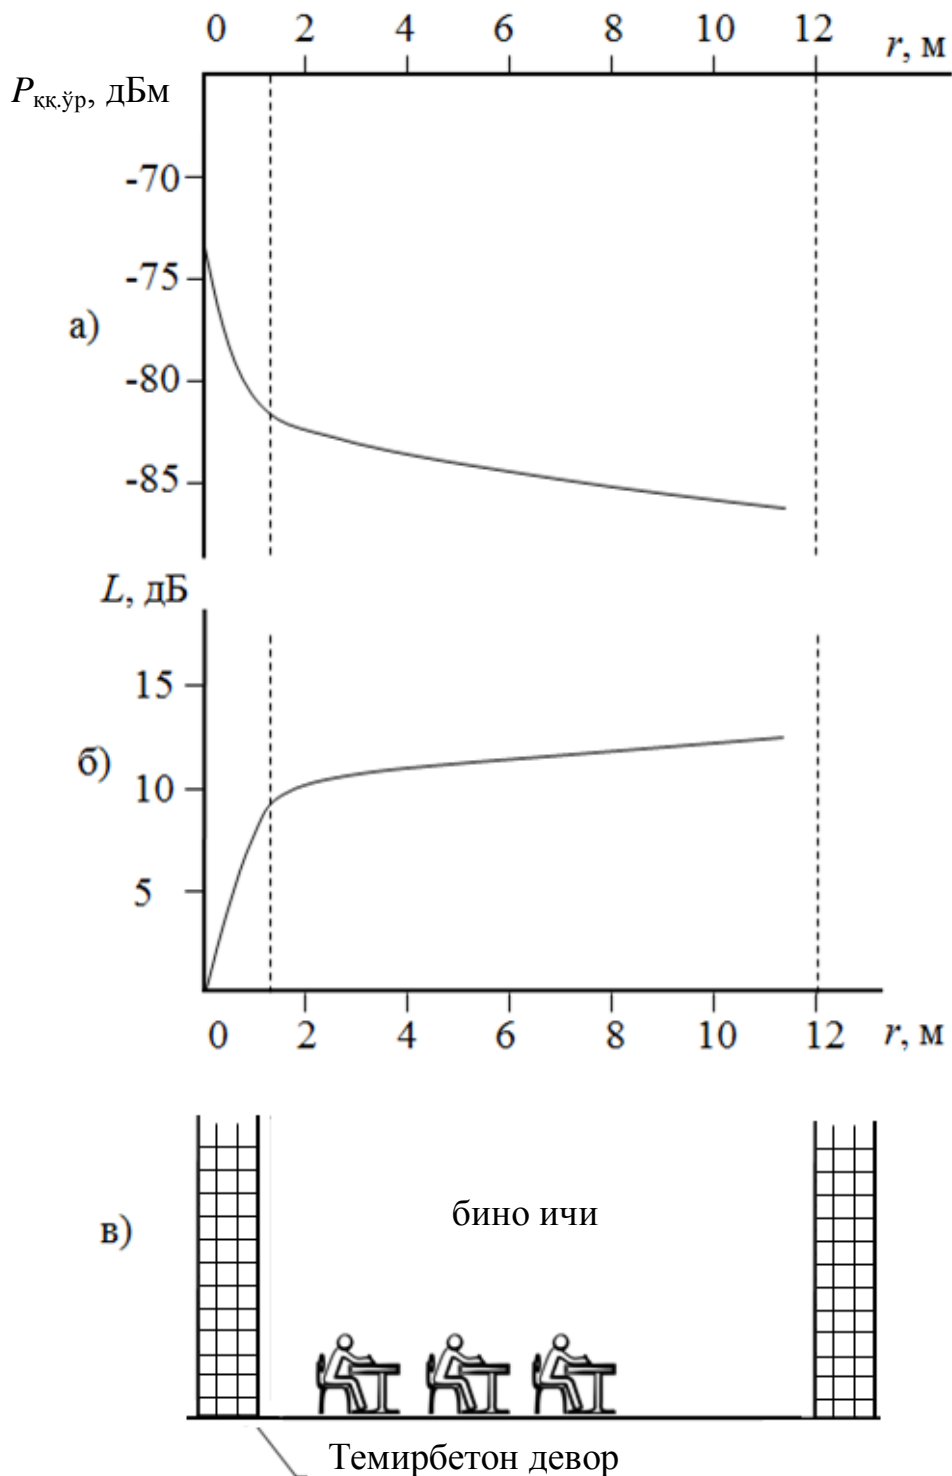 0 2 4 6 8 10 12 r, м
Pққ.ўр, дБм
-70
-75
а)
-80
-85
L, дБ
15
б)
10
5
0 2 4 6 8 10 12 r, м
в)
бино ичи
Темирбетон девор